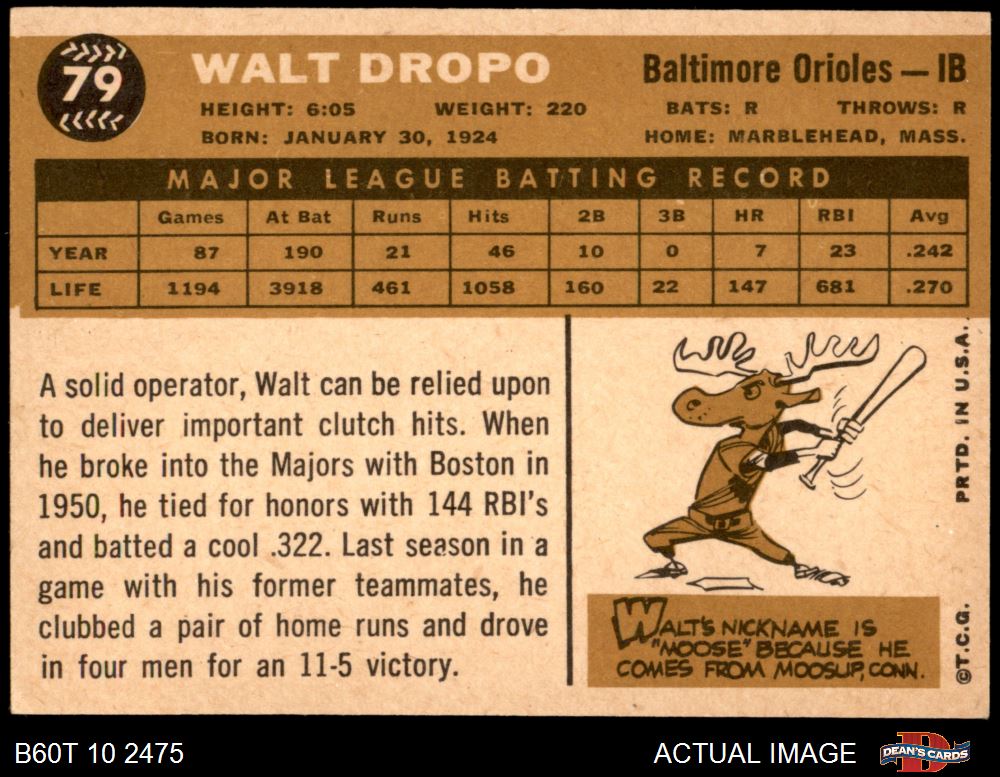 79
WALT DROPO
Baltimore Orioles — 1B
HEIGHT: 6:05 WEIGHT: 220 BATS: R THROWS: R
BORN: JANUARY 30, 1924 HOME: MARBLEHEAD, MASS.
MAJOR LEAGUE BATTING RECORD
Games At Bat Runs Hits 2B 3B HR RBI Avg
YEAR 87 190 21 46 10 0 7 23 .242
LIFE 1194 3918 461 1058 160 22 147 681 .270
A solid operator, Walt can be relied upon
to deliver important clutch hits. When
he broke into the Majors with Boston in
1950, he tied for honors with 144 RBI's
and batted a cool .322. Last season in a
game with his former teammates, he
clubbed a pair of home runs and drove
in four men for an 11-5 victory.
WALT'S NICKNAME IS
"MOOSE" BECAUSE HE
COMES FROM MOOSUP, CONN.
©T.C.G. PRTD. IN U.S.A.
B60T 10 2475
ACTUAL IMAGE
D
DEAN'S CARDS